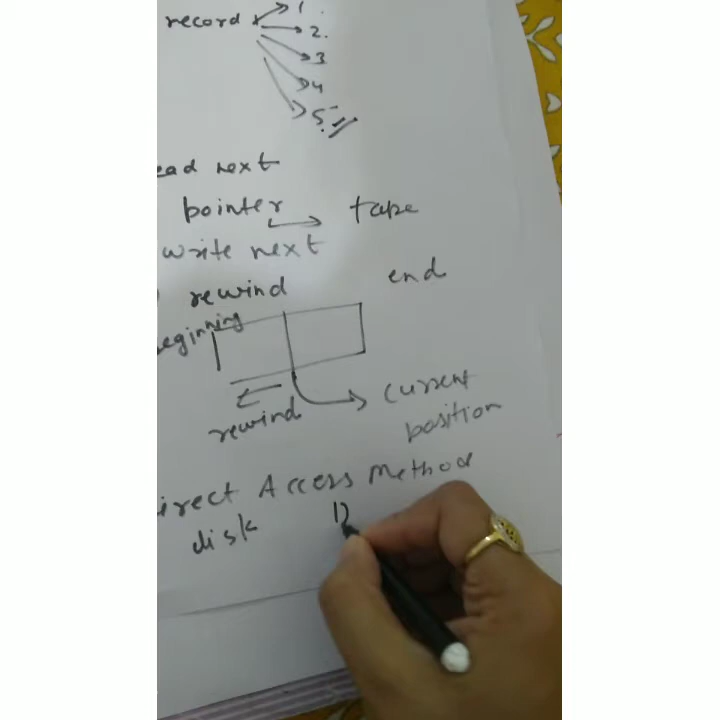 record 1.
2.
3
4
5.
ead next
pointer → tape
write next
rewind end
eginning
rewind
current
position
irect Access Method
disk D